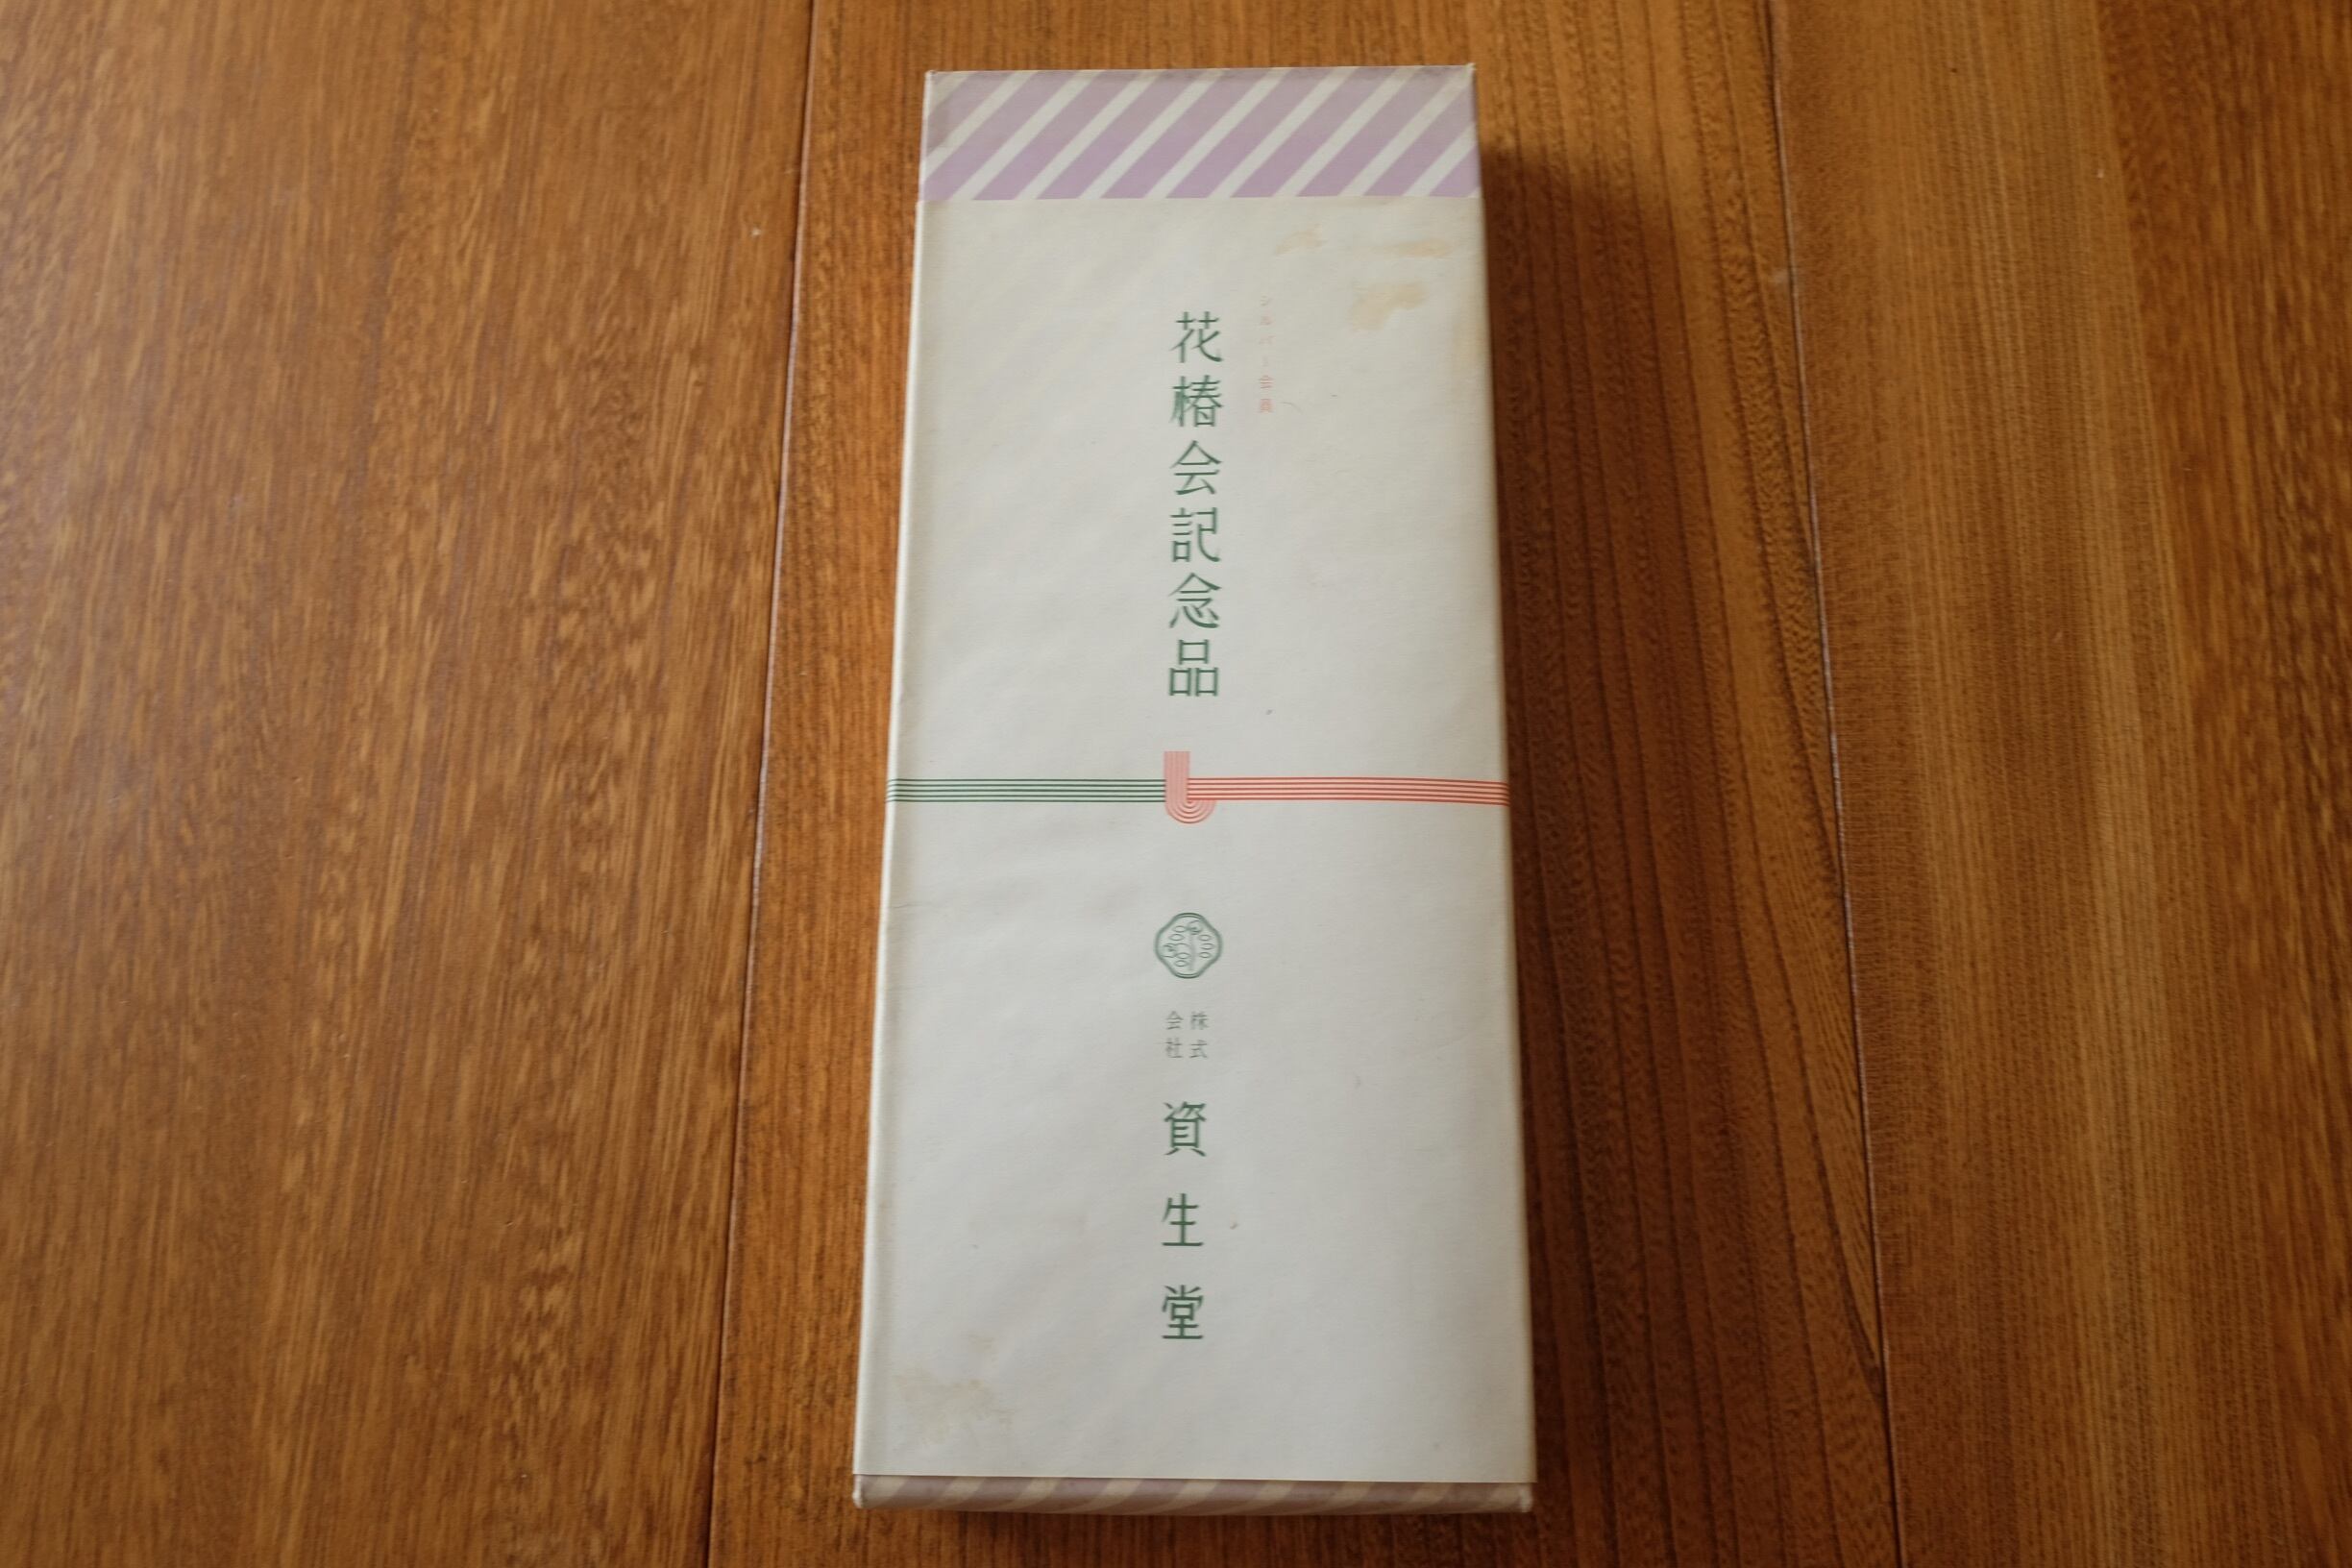 シルバー会員
花椿会記念品
株式
会社
資生堂